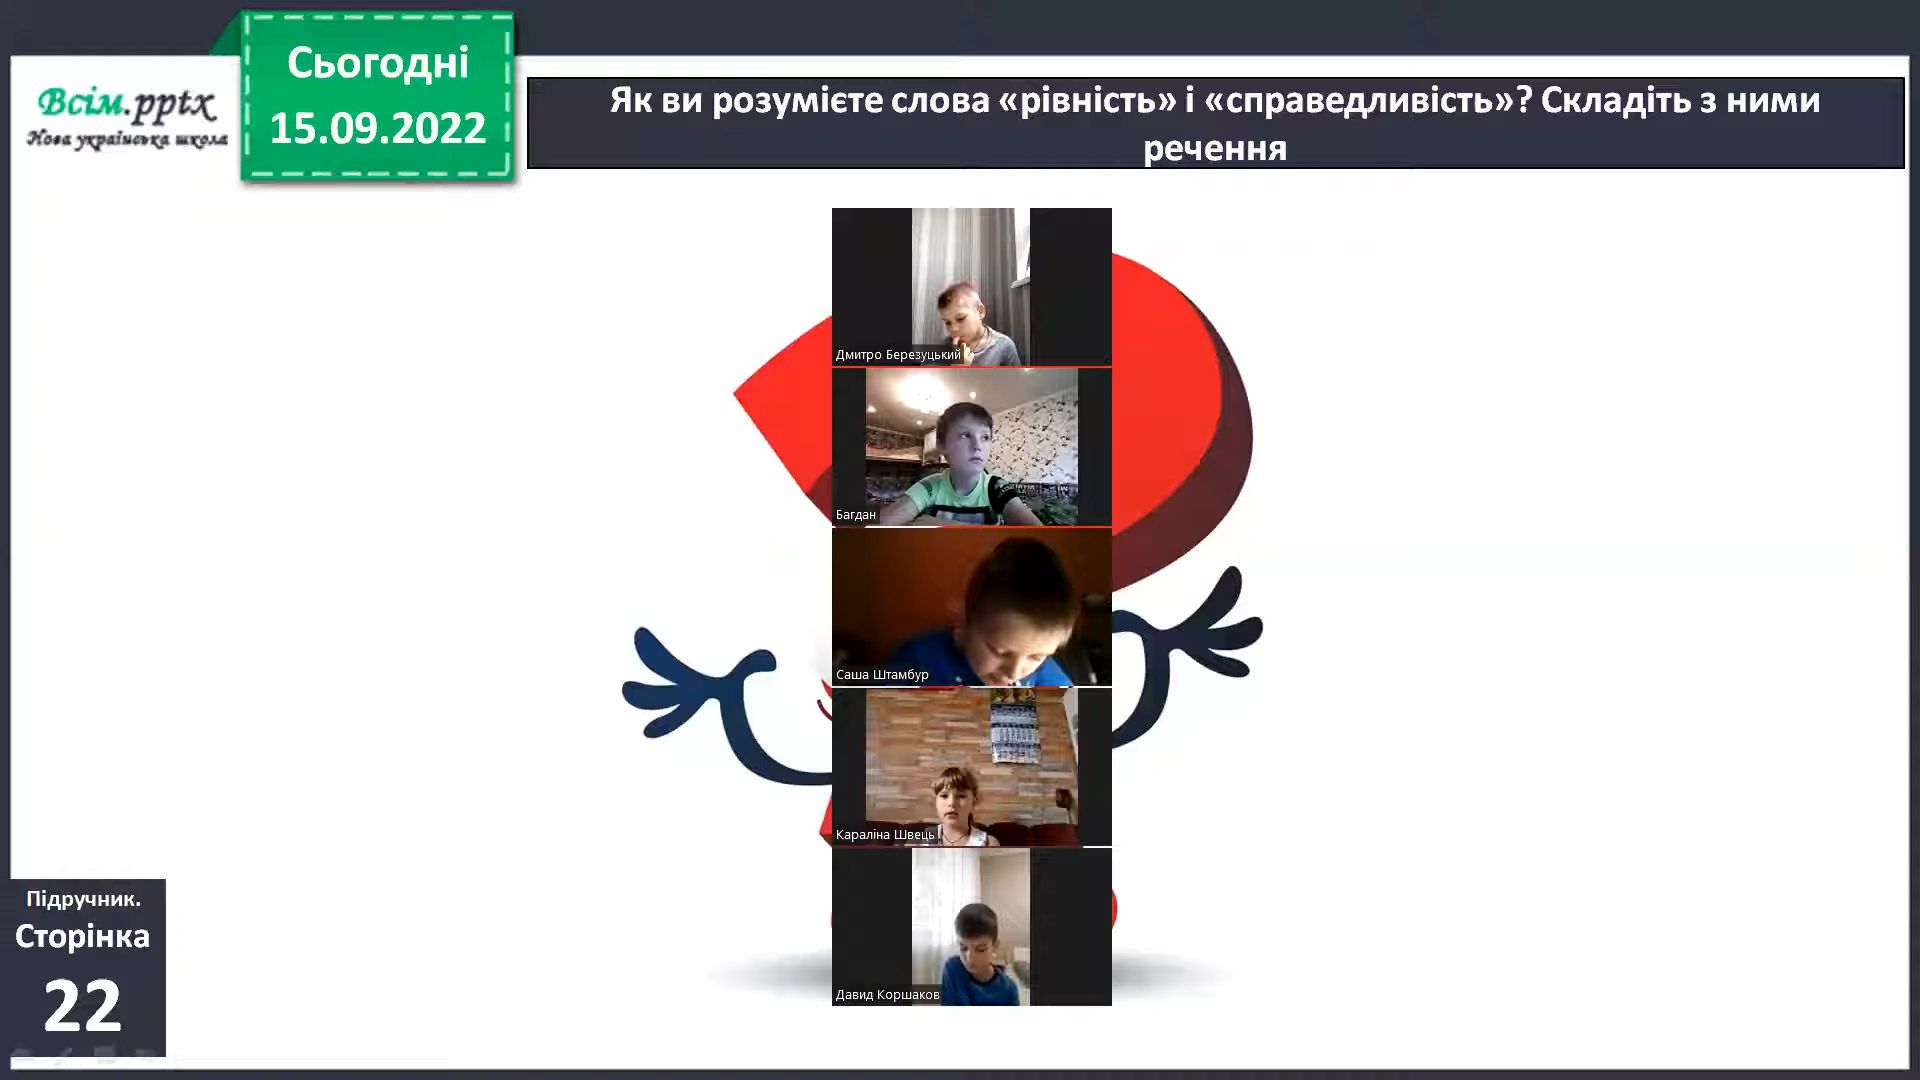 Всім.pptx
Нова українська школа
Сьогодні
15.09.2022
Як ви розумієте слова «рівність» і «справедливість»? Складіть з ними
речення
Дмитро Березуцький
Багдан
Саша Штамбур
Караліна Швець
Давид Коршаков
Підручник.
Сторінка
22